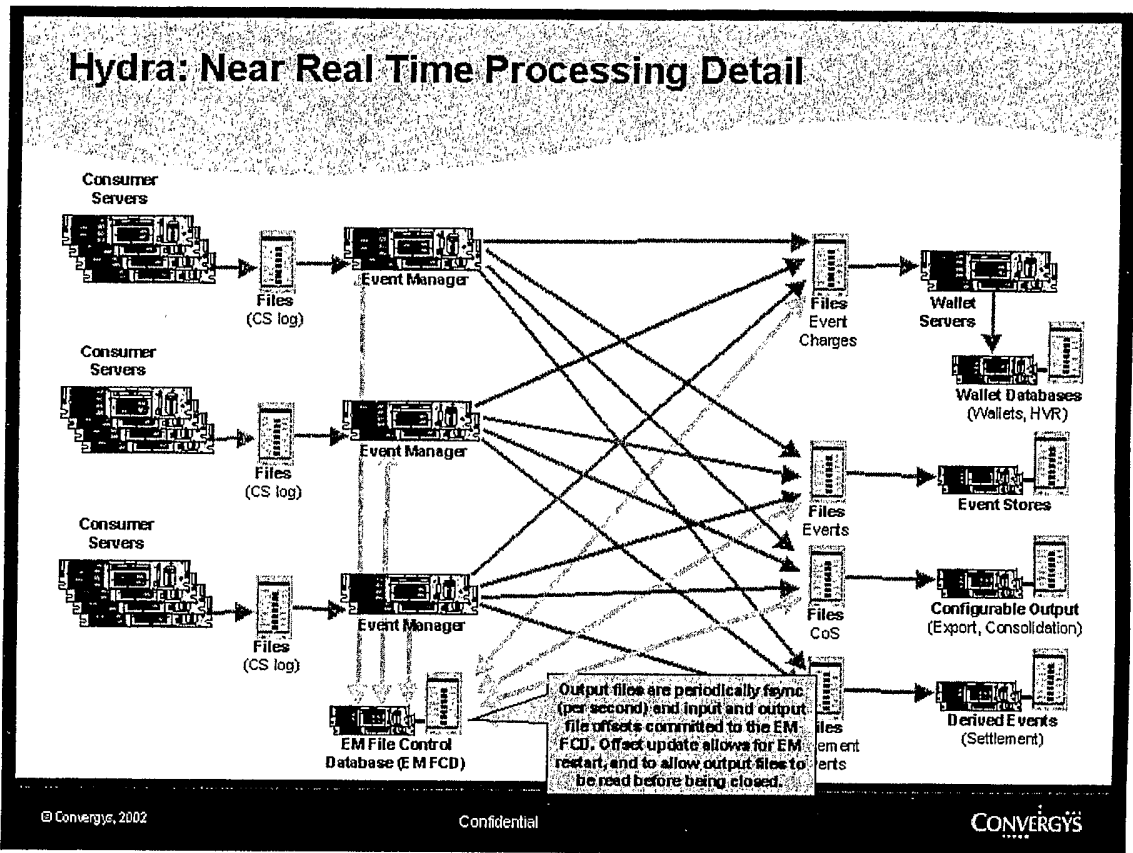 Hydra: Near Real Time Processing Detail
Consumer
Servers
Files
(CS log)
Event Manager
Files
Event
Charges
Wallet
Servers
Wallet Databases
(Wallets, HVR)
Consumer
Servers
Files
(CS log)
Event Manager
Files
Events
Event Stores
Consumer
Servers
Files
(CS log)
Event Manager
Files
CoS
Configurable Output
(Export, Consolidation)
EM File Control
Database (EM FCD)
Output files are periodically fsync
(per second) and input and output
file offsets committed to the EM
FCD. Offset update allows for EM
restart, and to allow output files to
be read before being closed.
Derived Events
(Settlement)
© Convergys, 2002
Confidential
CONVERGYS